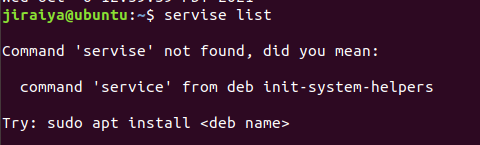 jiraiya@ubuntu:~$ servise list
Command 'servise' not found, did you mean:
command 'service' from deb init-system-helpers
Try: sudo apt install <deb name>